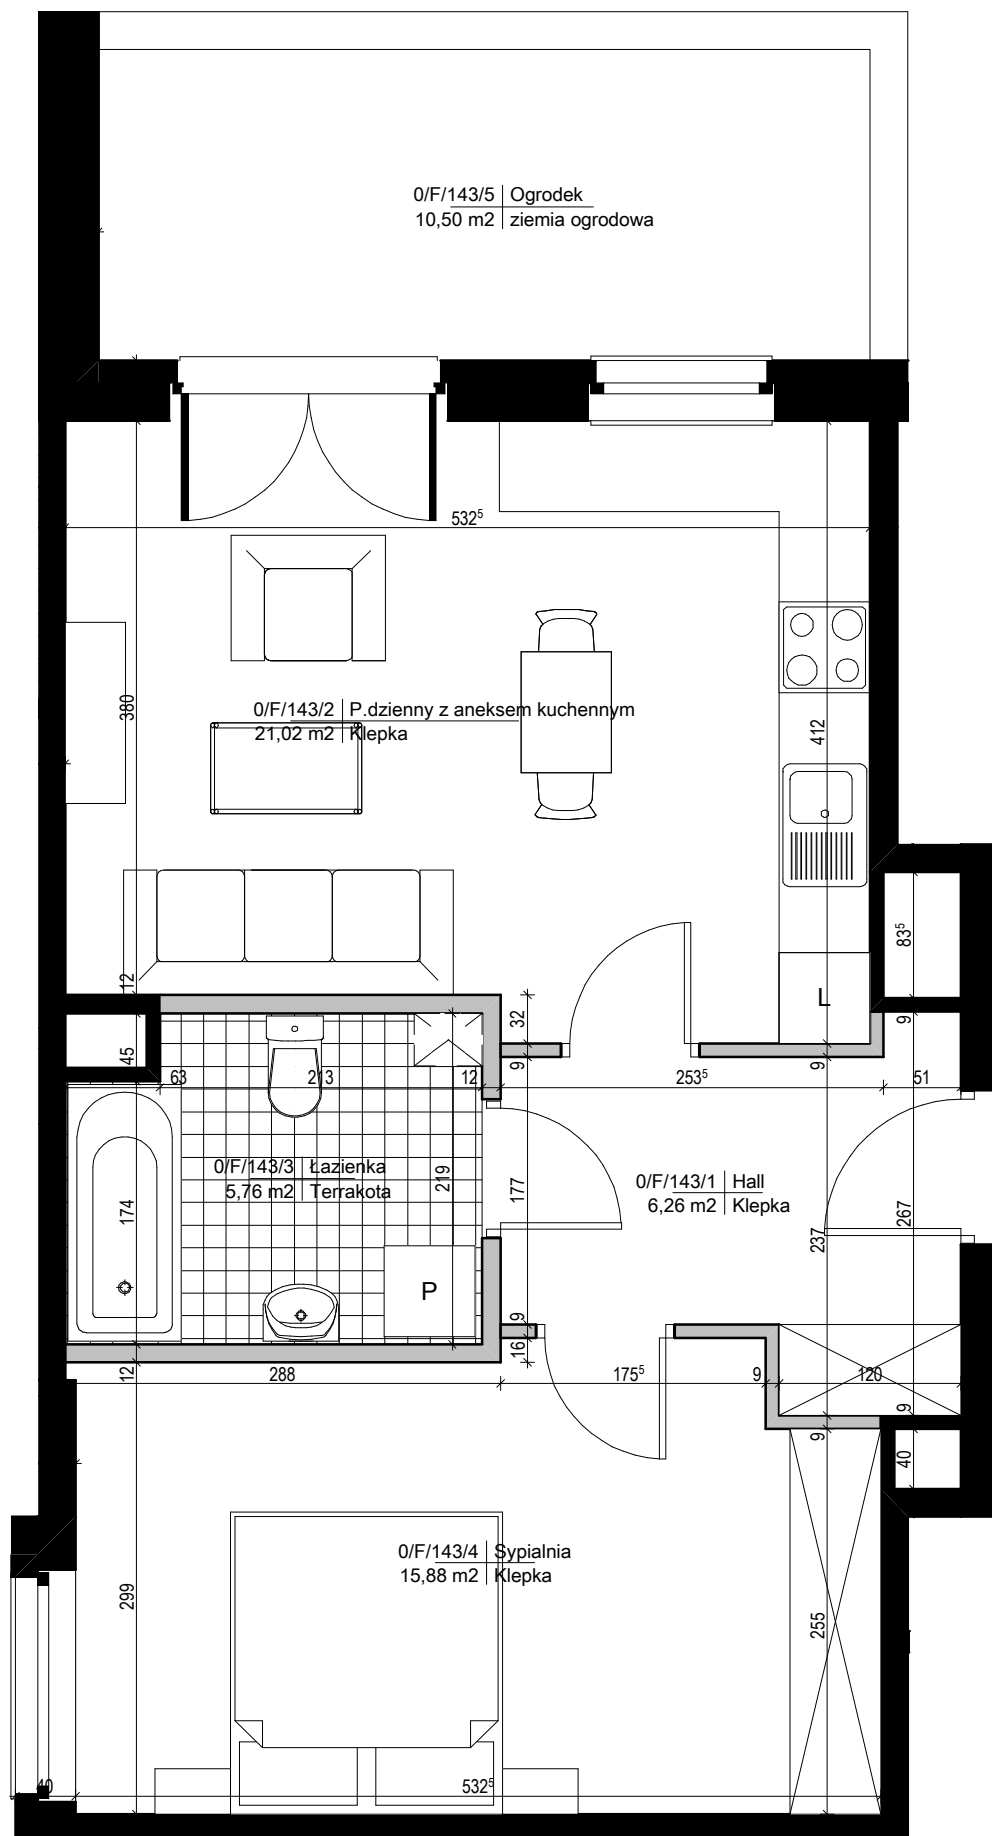 0/F/143/5 Ogrodek
10,50 m2 ziemia ogrodowa
532⁵
380
0/F/143/2 P.dzienny z aneksem kuchennym
21,02 m2 Klepka
412
83⁵
12
L
32
9
9
9
45
63
213
12
253⁵
51
0/F/143/3 Łazienka
5,76 m2 Terrakota
219
174
177
0/F/143/1 Hall
6,26 m2 Klepka
237
267
P
9
16
12
288
175⁵
9
120
9
9
40
0/F/143/4 Sypialnia
15,88 m2 Klepka
299
255
40
532⁵